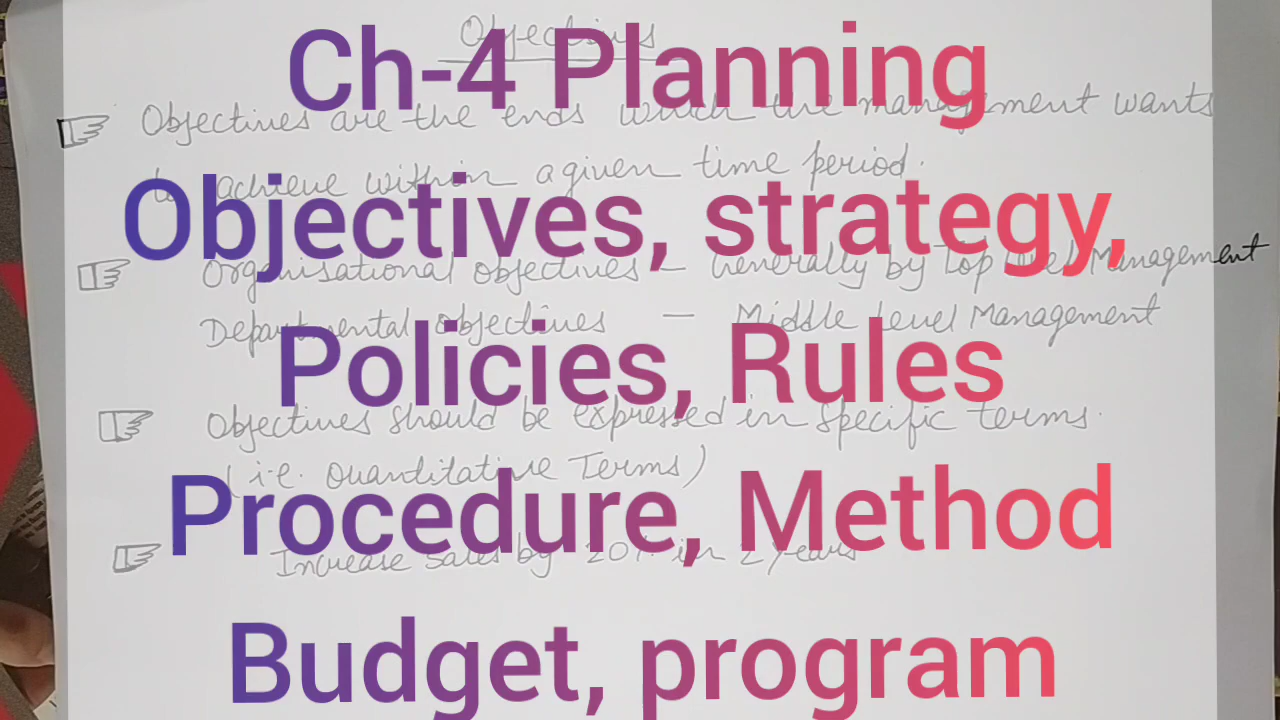 Objectives
Ch-4 Planning
Objectives are the ends which the management wants
to achieve within a given time period.
Objectives, strategy,
Organisational objectives – Generally by Top Level Management
Departmental objectives – Middle Level Management
Policies, Rules
Objectives should be expressed in specific terms.
(i.e. Quantitative Terms)
Procedure, Method
Increase sales by 20% in 2 years
Budget, program